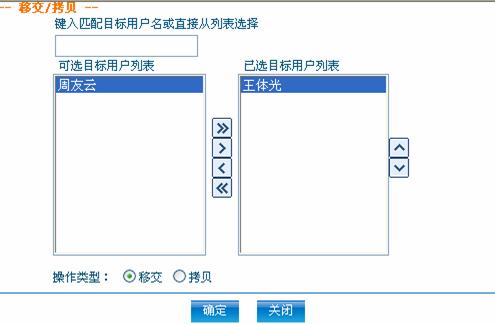 -- 移交/拷贝 --
键入匹配目标用户名或直接从列表选择
可选目标用户列表
已选目标用户列表
周友云
王体光
操作类型： 移交 拷贝
确定 关闭